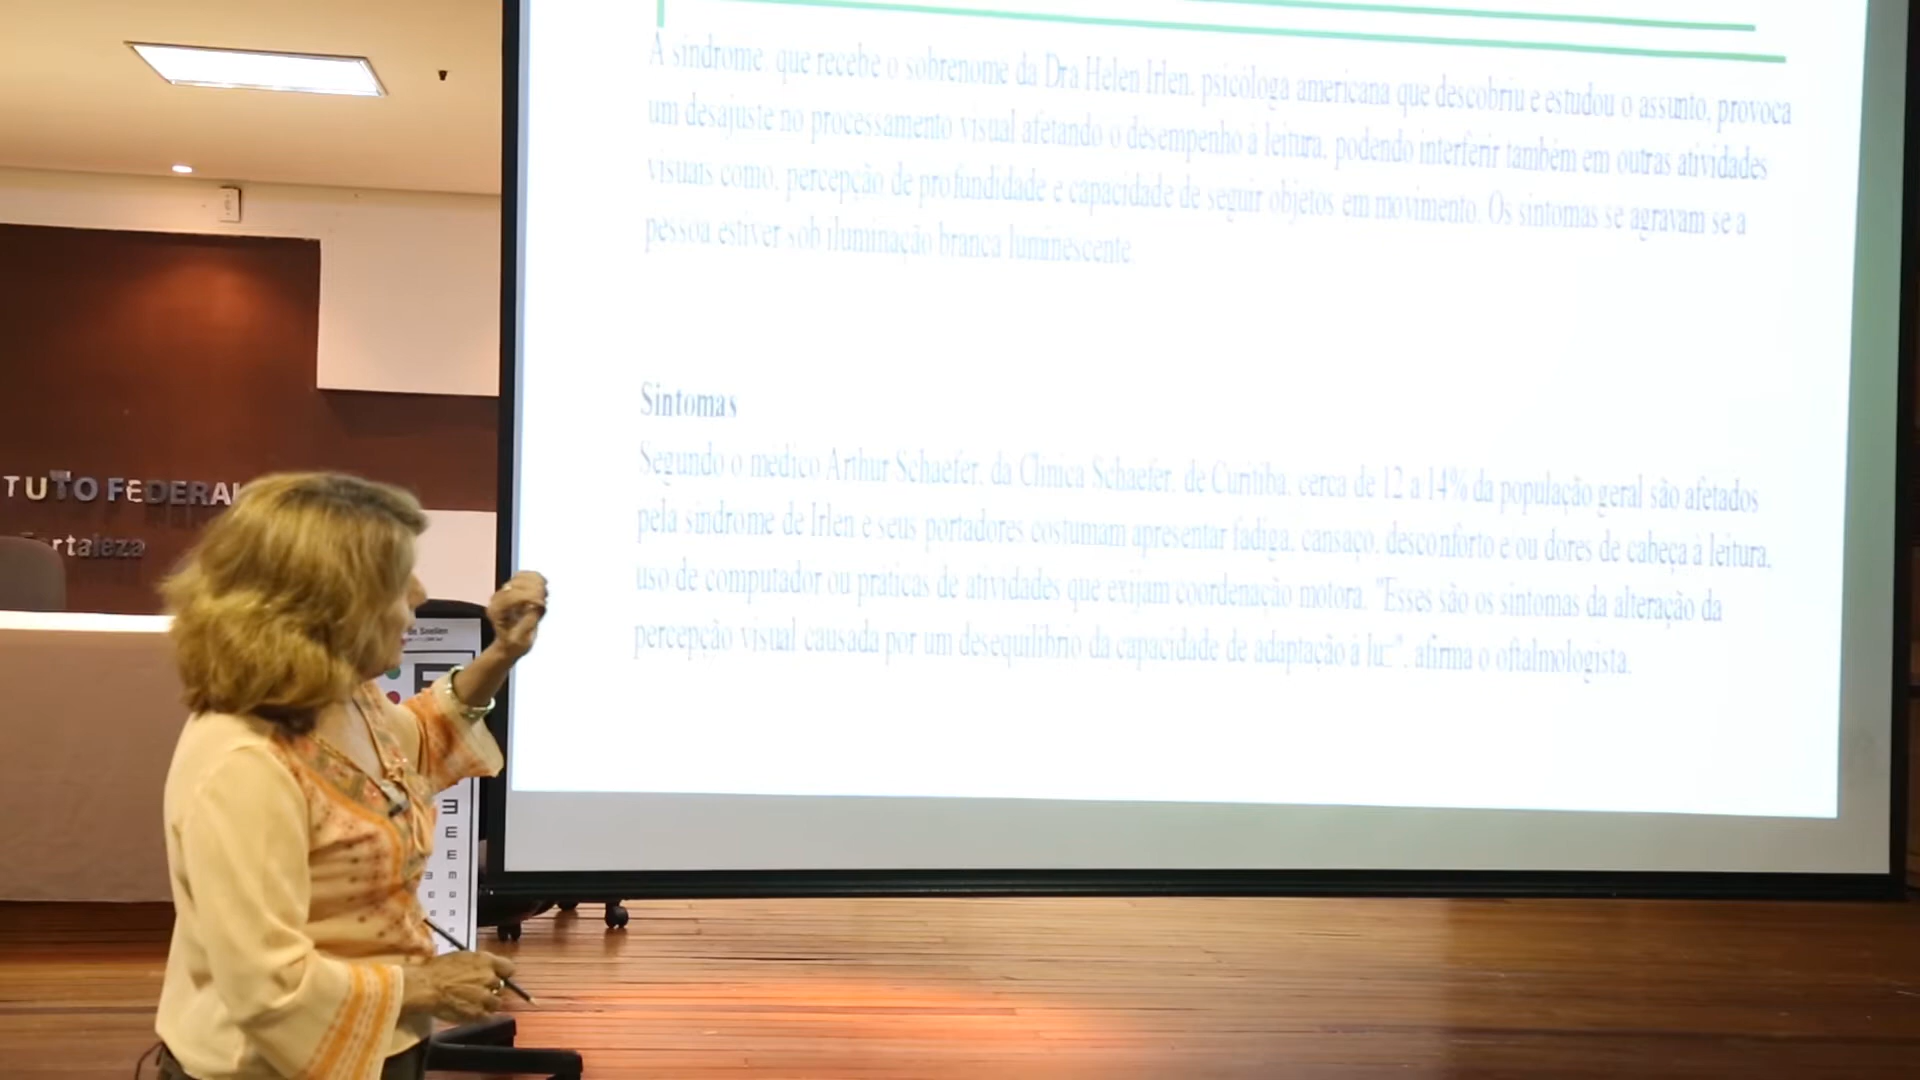 A síndrome, que recebe o sobrenome da Dra Helen Irlen, psicóloga americana que descobriu e estudou o assunto, provoca
um desajuste no processamento visual afetando o desempenho à leitura, podendo interferir também em outras atividades
visuais como, percepção de profundidade e capacidade de seguir objetos em movimento. Os sintomas se agravam se a
pessoa estiver sob iluminação branca luminescente.
Sintomas
Segundo o médico Arthur Schaefer, da Clínica Schaefer, de Curitiba, cerca de 12 a 14% da população geral são afetados
pela síndrome de Irlen e seus portadores costumam apresentar fadiga, cansaço, desconforto e ou dores de cabeça à leitura,
uso de computador ou práticas de atividades que exijam coordenação motora. "Esses são os sintomas da alteração da
percepção visual causada por um desequilíbrio da capacidade de adaptação à luz", afirma o oftalmologista.
TUTO FEDERAL
rtaleza
de Snellen
E